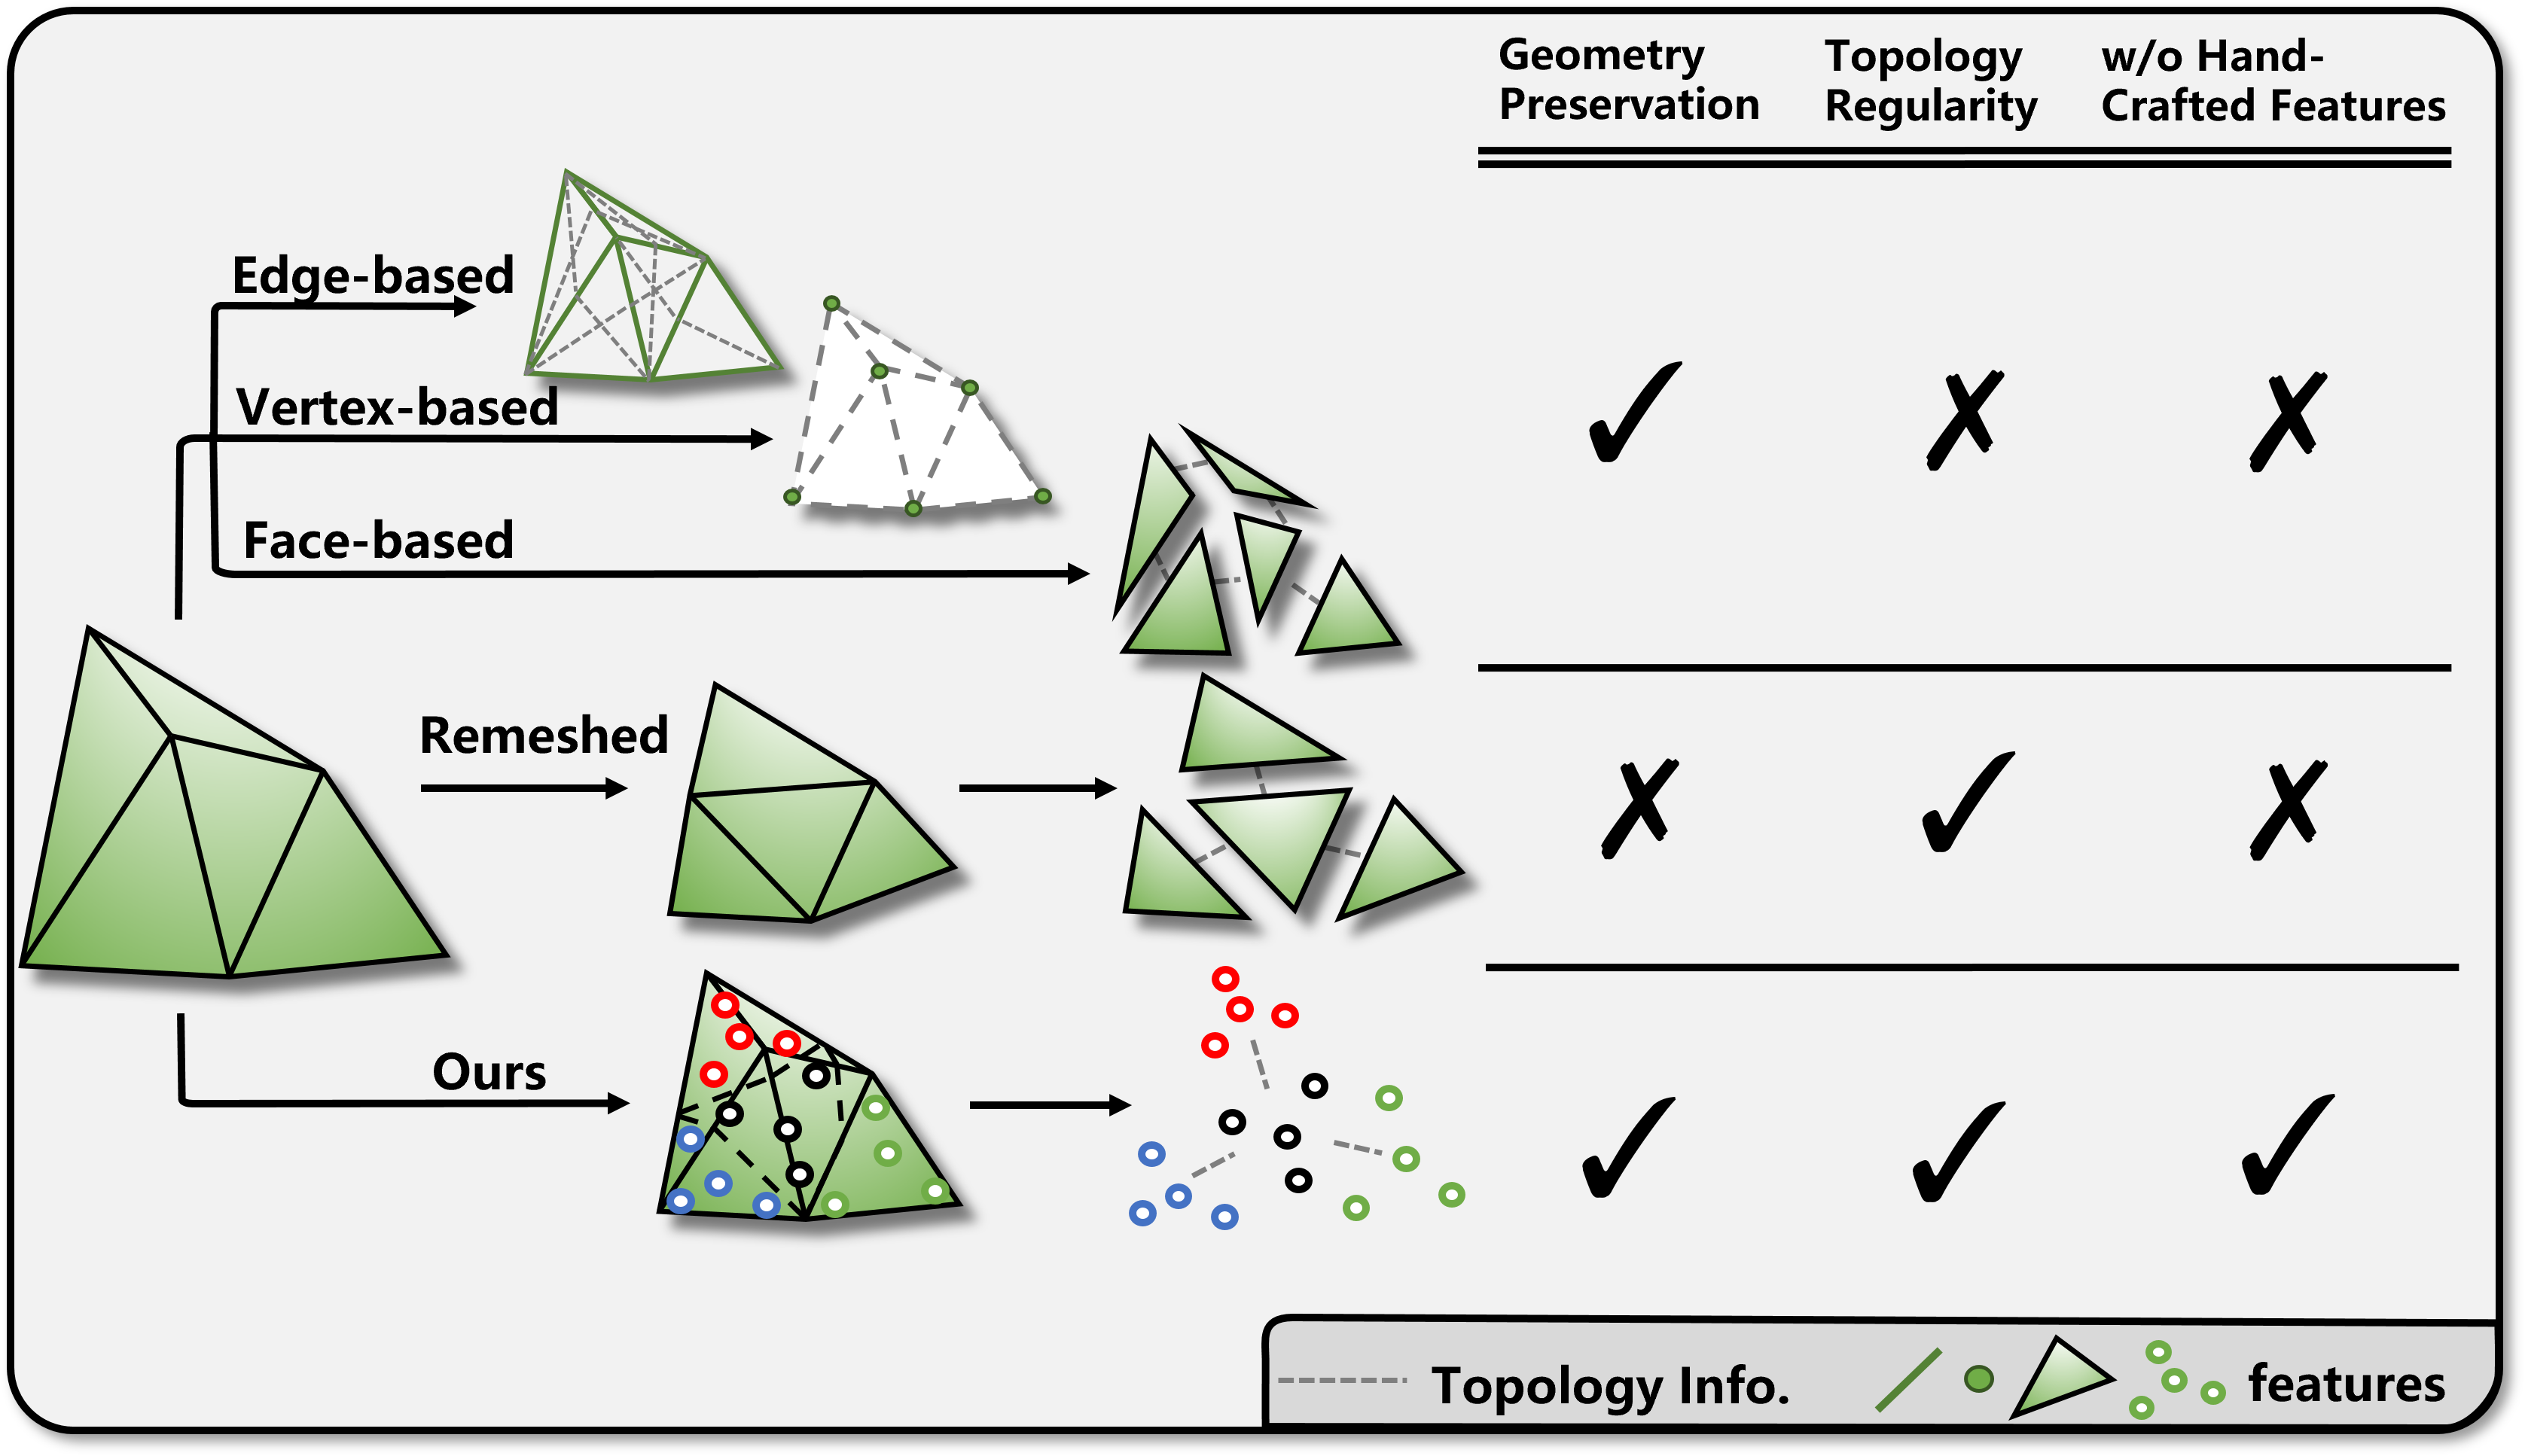 Geometry
Preservation
Topology
Regularity
w/o Hand-
Crafted Features
Edge-based
Vertex-based
Face-based
Remeshed
Ours
Topology Info.
features